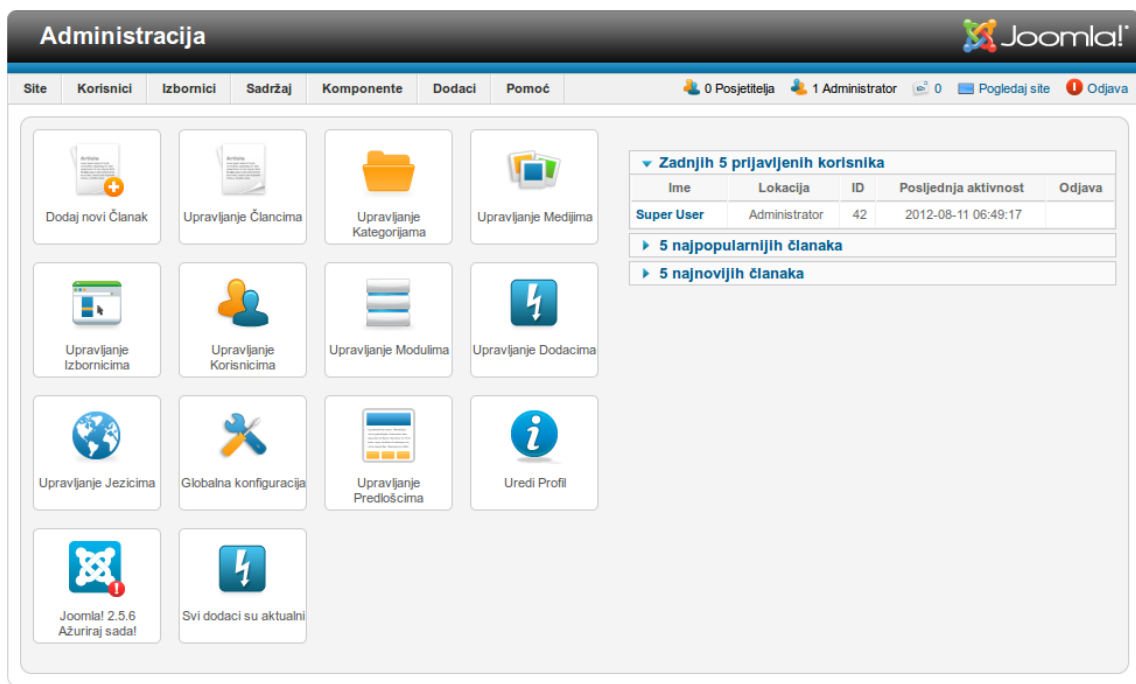 Administracija
Joomla!
Site Korisnici Izbornici Sadržaj Komponente Dodaci Pomoć
0 Posjetitelja 1 Administrator 0 Pogledaj site Odjava
Dodaj novi Članak
Upravljanje Člancima
Upravljanje
Kategorijama
Upravljanje Medijima
Upravljanje
Izbornicima
Upravljanje
Korisnicima
Upravljanje Modulima
Upravljanje Dodacima
Upravljanje Jezicima
Globalna konfiguracija
Upravljanje
Predlošcima
Uredi Profil
Joomla! 2.5.6
Ažuriraj sada!
Svi dodaci su aktualni
Zadnjih 5 prijavljenih korisnika
Ime Lokacija ID Posljednja aktivnost Odjava
Super User Administrator 42 2012-08-11 06:49:17
5 najpopularnijih članaka
5 najnovijih članaka